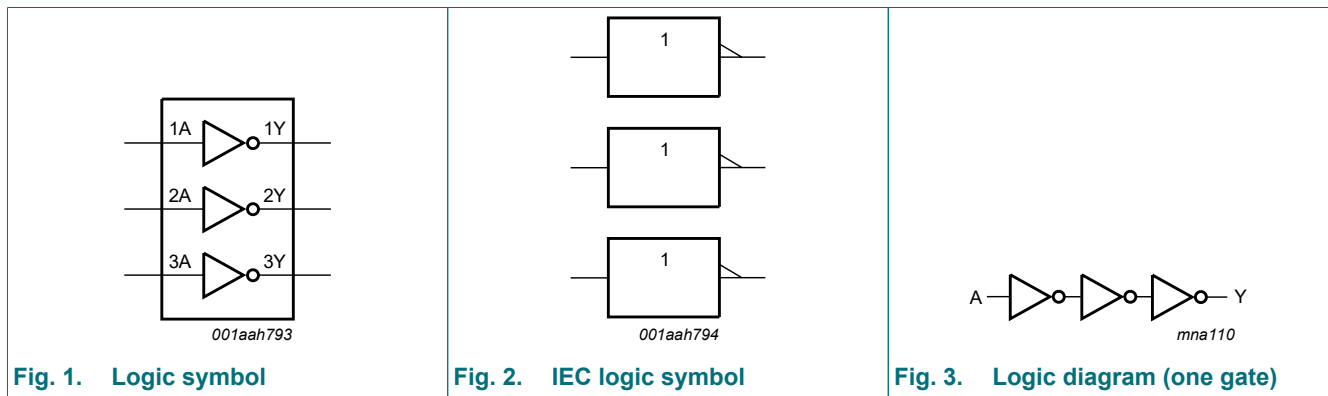 1A 1Y
2A 2Y
3A 3Y
001aah793
Fig. 1. Logic symbol
1
1
1
001aah794
Fig. 2. IEC logic symbol
A Y
mna110
Fig. 3. Logic diagram (one gate)